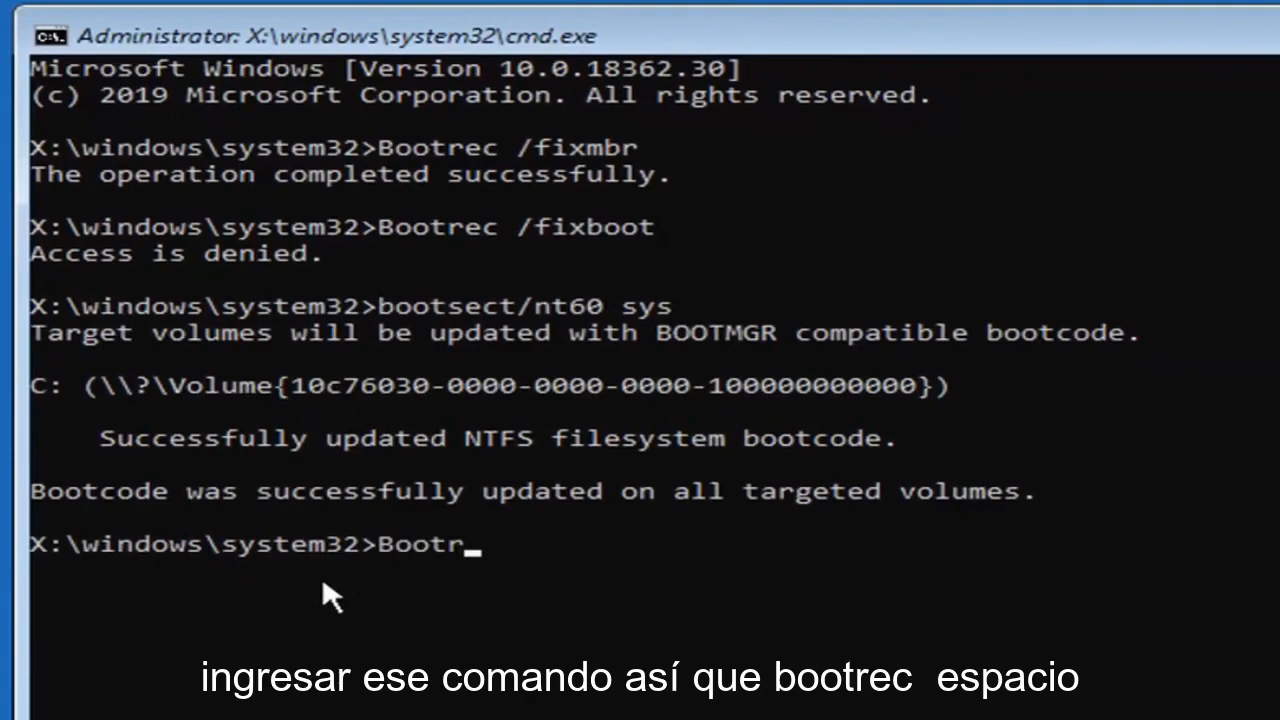 Administrator: X:\windows\system32\cmd.exe
Microsoft Windows [Version 10.0.18362.30]
(c) 2019 Microsoft Corporation. All rights reserved.
X:\windows\system32>Bootrec /fixmbr
The operation completed successfully.
X:\windows\system32>Bootrec /fixboot
Access is denied.
X:\windows\system32>bootsect/nt60 sys
Target volumes will be updated with BOOTMGR compatible bootcode.
C: (\\?\Volume{10c76030-0000-0000-0000-100000000000})
Successfully updated NTFS filesystem bootcode.
Bootcode was successfully updated on all targeted volumes.
X:\windows\system32>Bootr_
ingresar ese comando así que bootrec  espacio